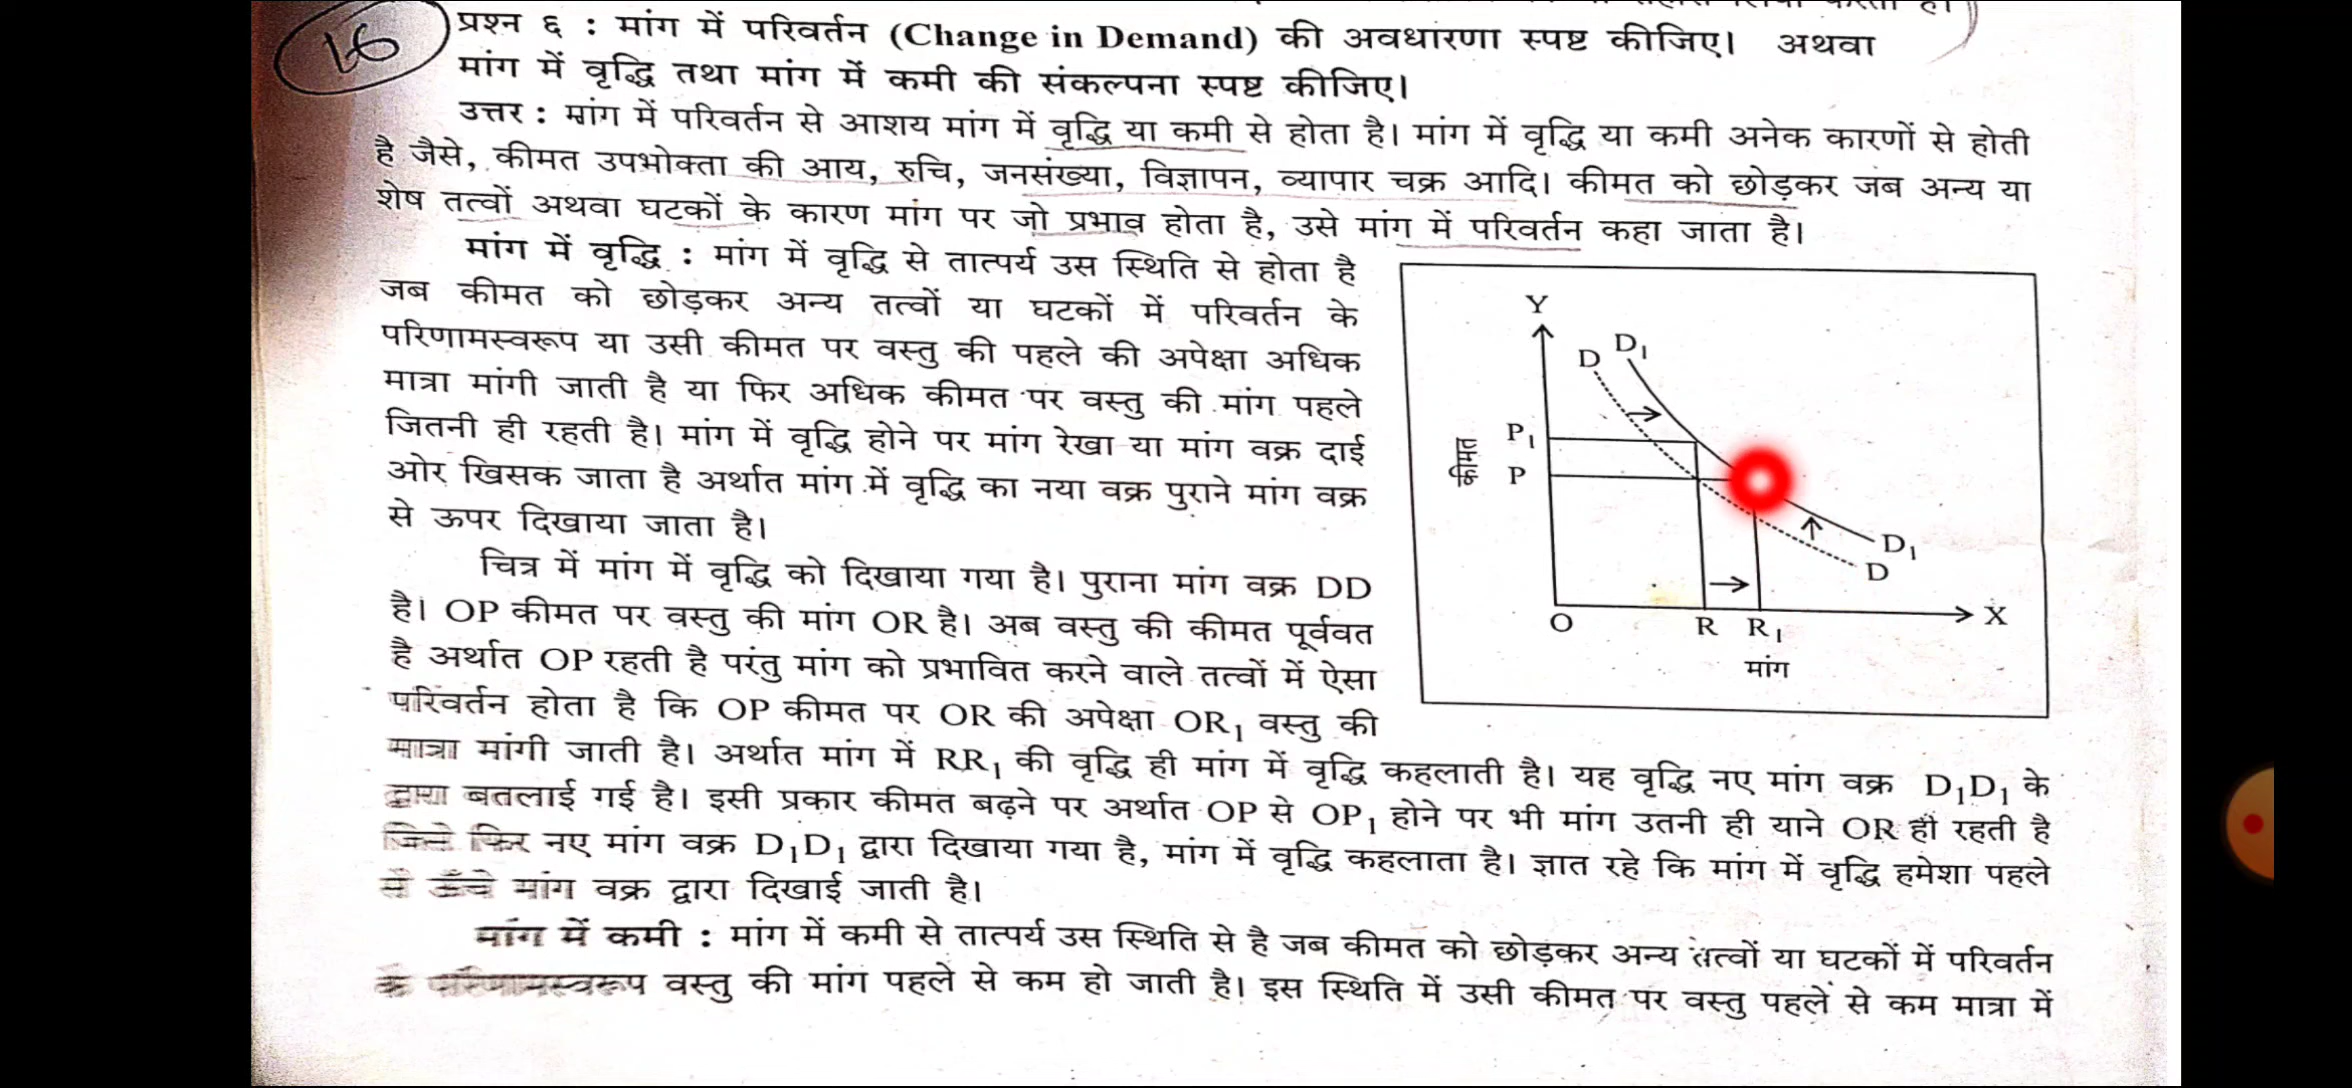 16
प्रश्न ६ : मांग में परिवर्तन (Change in Demand) की अवधारणा स्पष्ट कीजिए। अथवा
मांग में वृद्धि तथा मांग में कमी की संकल्पना स्पष्ट कीजिए।
उत्तर : मांग में परिवर्तन से आशय मांग में वृद्धि या कमी से होता है। मांग में वृद्धि या कमी अनेक कारणों से होती
है जैसे, कीमत उपभोक्ता की आय, रुचि, जनसंख्या, विज्ञापन, व्यापार चक्र आदि। कीमत को छोड़कर जब अन्य या
शेष तत्वों अथवा घटकों के कारण मांग पर जो प्रभाव होता है, उसे मांग में परिवर्तन कहा जाता है।
मांग में वृद्धि : मांग में वृद्धि से तात्पर्य उस स्थिति से होता है
जब कीमत को छोड़कर अन्य तत्वों या घटकों में परिवर्तन के
परिणामस्वरूप या उसी कीमत पर वस्तु की पहले की अपेक्षा अधिक
मात्रा मांगी जाती है या फिर अधिक कीमत पर वस्तु की मांग पहले
जितनी ही रहती है। मांग में वृद्धि होने पर मांग रेखा या मांग वक्र दाई
ओर खिसक जाता है अर्थात मांग में वृद्धि का नया वक्र पुराने मांग वक्र
से ऊपर दिखाया जाता है।
चित्र में मांग में वृद्धि को दिखाया गया है। पुराना मांग वक्र DD
है। OP कीमत पर वस्तु की मांग OR है। अब वस्तु की कीमत पूर्ववत
है अर्थात OP रहती है परंतु मांग को प्रभावित करने वाले तत्वों में ऐसा
परिवर्तन होता है कि OP कीमत पर OR की अपेक्षा OR₁ वस्तु की
मात्रा मांगी जाती है। अर्थात मांग में RR₁ की वृद्धि ही मांग में वृद्धि कहलाती है। यह वृद्धि नए मांग वक्र D₁D₁ के
द्वारा बतलाई गई है। इसी प्रकार कीमत बढ़ने पर अर्थात OP से OP₁ होने पर भी मांग उतनी ही याने OR ही रहती है
फिर नए मांग वक्र D₁D₁ द्वारा दिखाया गया है, मांग में वृद्धि कहलाता है। ज्ञात रहे कि मांग में वृद्धि हमेशा पहले
से ऊँचे मांग वक्र द्वारा दिखाई जाती है।
मांग में कमी : मांग में कमी से तात्पर्य उस स्थिति से है जब कीमत को छोड़कर अन्य तत्वों या घटकों में परिवर्तन
के परिणामस्वरूप वस्तु की मांग पहले से कम हो जाती है। इस स्थिति में उसी कीमत पर वस्तु पहले से कम मात्रा में
Y
D D₁
P₁
कीमत P
D₁
D
O R R₁ X
मांग